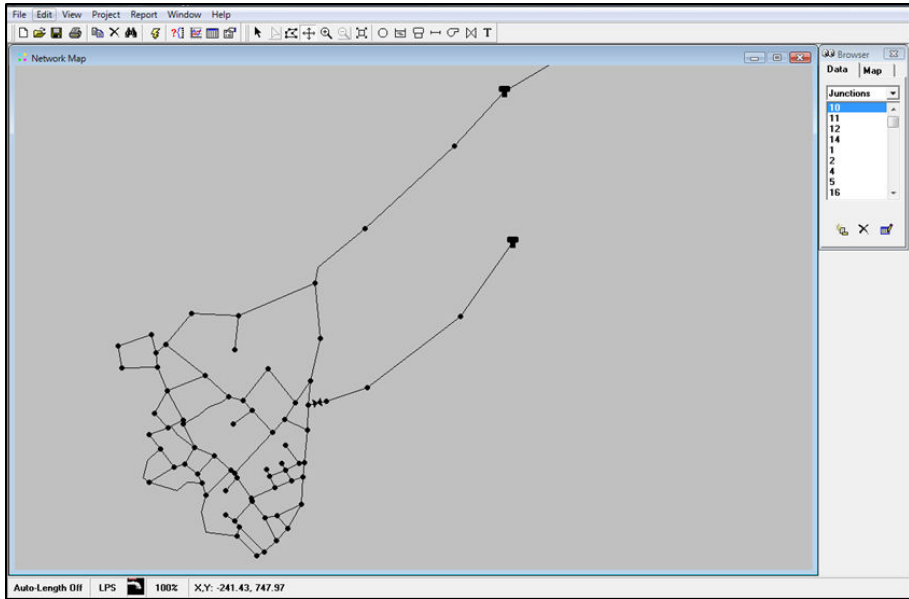 File Edit View Project Report Window Help
T
Network Map
Browser
Data Map
Junctions
10
11
12
14
1
2
4
5
16
Auto-Length Off LPS 100% X,Y: -241.43, 747.97